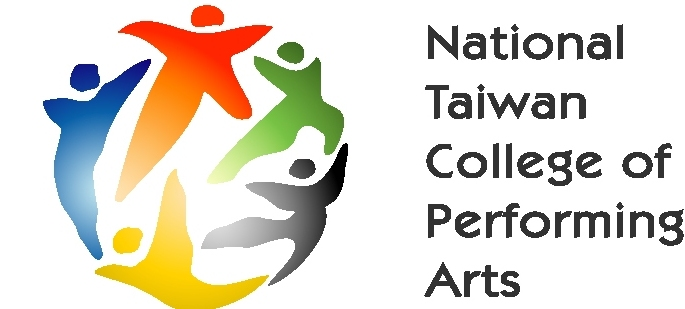 National
Taiwan
College of
Performing
Arts